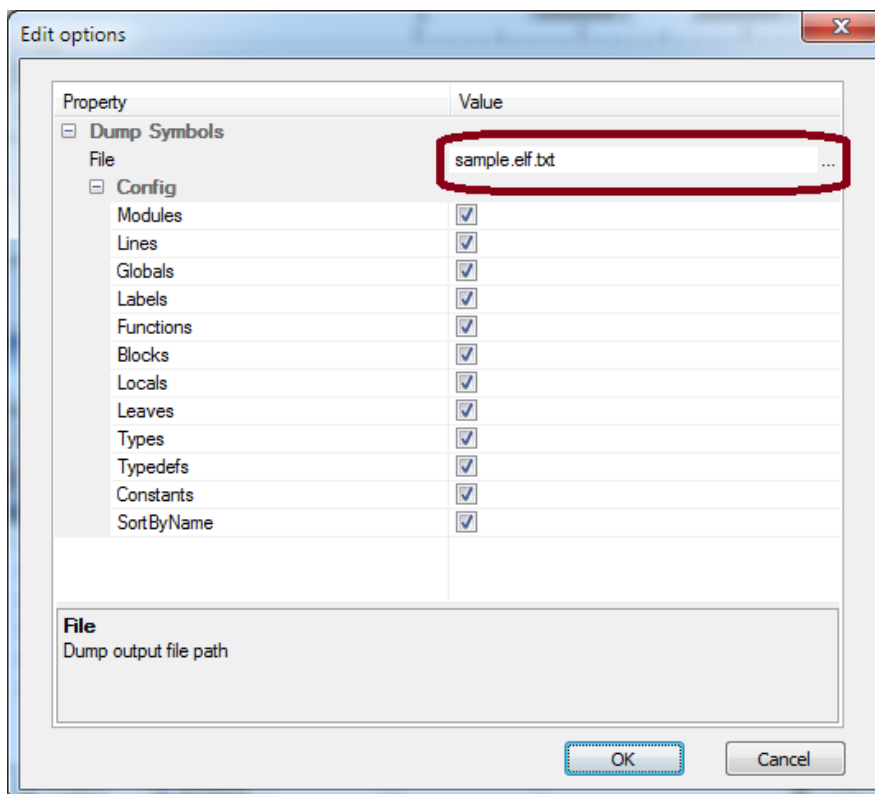 Edit options
Property Value
Dump Symbols
File sample.elf.txt ...
Config
Modules
Lines
Globals
Labels
Functions
Blocks
Locals
Leaves
Types
Typedefs
Constants
SortByName
File
Dump output file path
OK Cancel